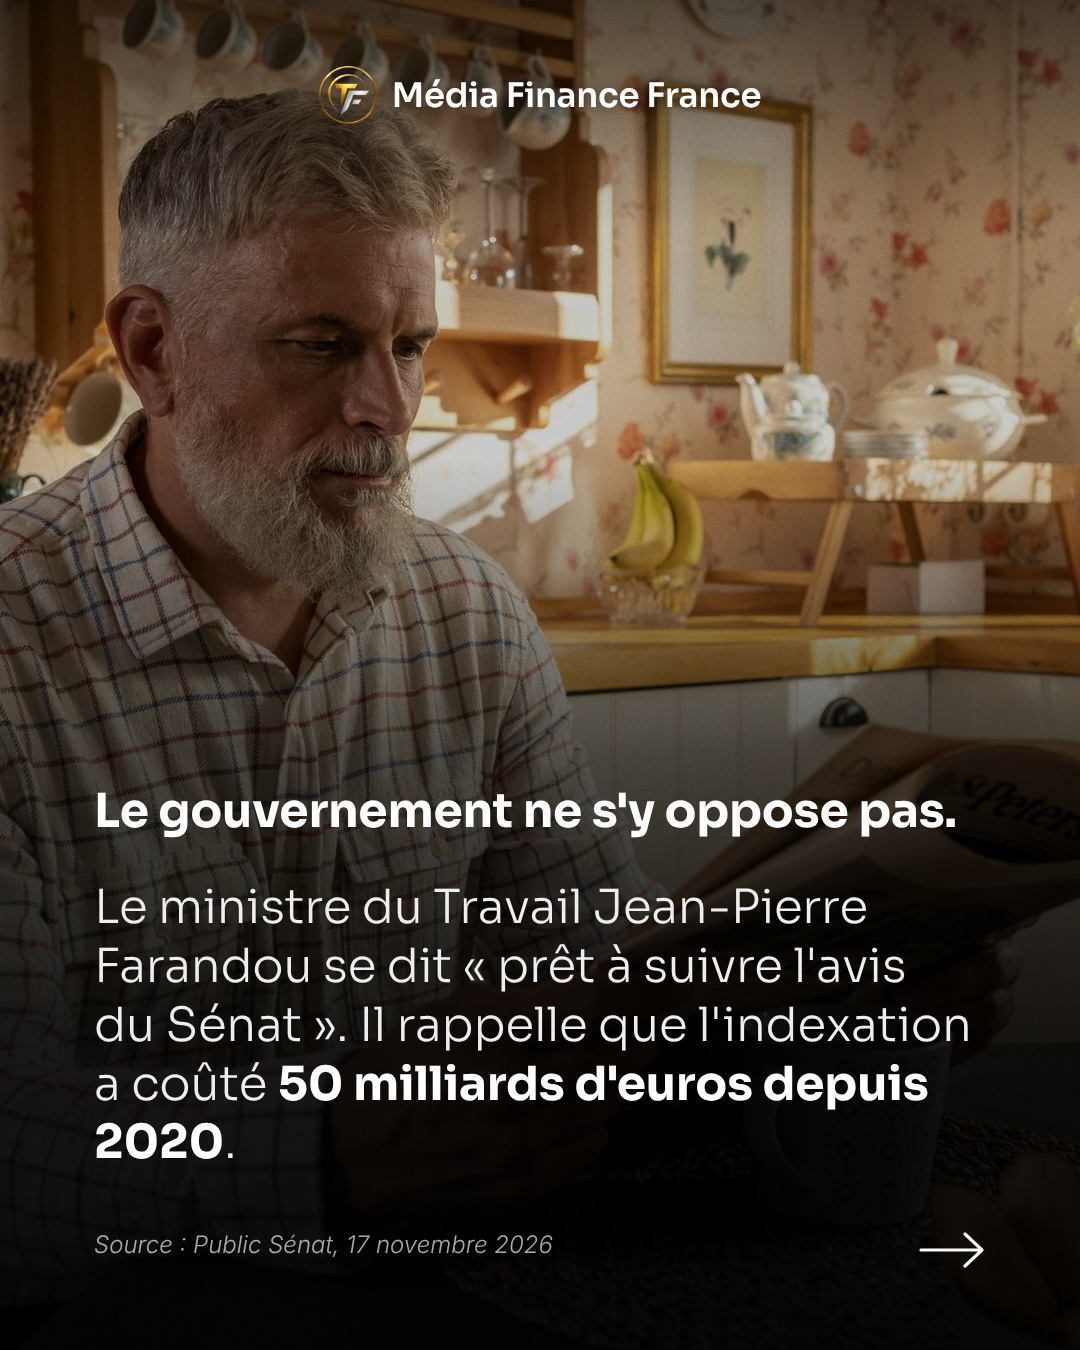 TF Média Finance France
Le gouvernement ne s'y oppose pas.
Le ministre du Travail Jean-Pierre
Farandou se dit « prêt à suivre l'avis
du Sénat ». Il rappelle que l'indexation
a coûté 50 milliards d'euros depuis
2020.
Source : Public Sénat, 17 novembre 2026